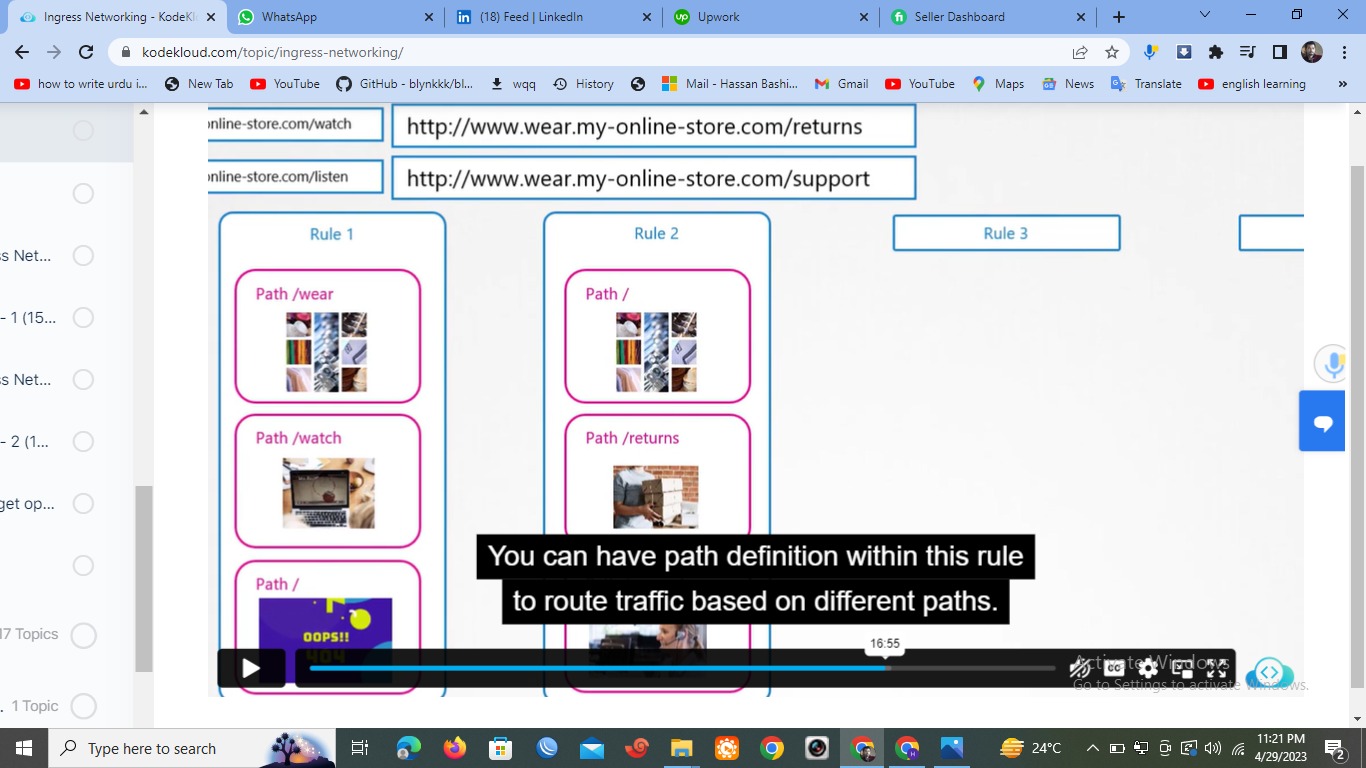 Ingress Networking - KodeKl
WhatsApp
(18) Feed | LinkedIn
Upwork
Seller Dashboard
kodekloud.com/topic/ingress-networking/
how to write urdu i...
New Tab
YouTube
GitHub - blynkkk/bl...
wqq
History
Mail - Hassan Bashi...
Gmail
YouTube
Maps
News
Translate
english learning
»
online-store.com/watch
http://www.wear.my-online-store.com/returns
online-store.com/listen
http://www.wear.my-online-store.com/support
Rule 1
Rule 2
Rule 3
Path /wear
Path /
Path /watch
Path /returns
Path /
OOPS!!
404
ss Net...
- 1 (15...
ss Net...
- 2 (1...
get op...
17 Topics
. 1 Topic
You can have path definition within this rule
to route traffic based on different paths.
16:55
CC
Activate Windows
Go to Settings to activate Windows.
Type here to search
24°C
11:21 PM
4/29/2023
2